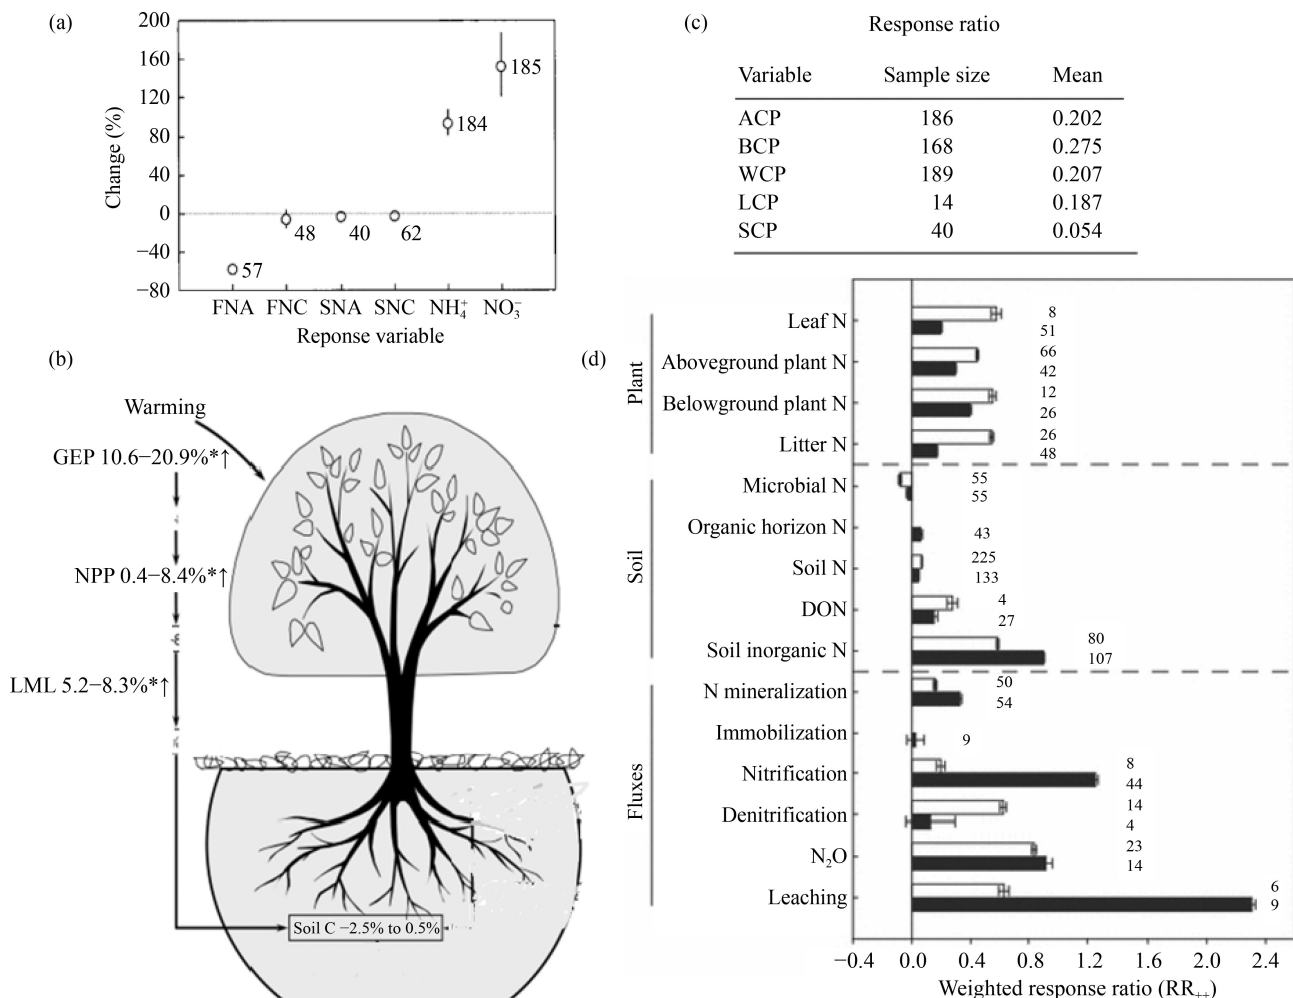 (a)
200
160
120
80
40
0
−40
−80
Change (%)
57
48
40
62
184
185
FNA FNC SNA SNC NH₄⁺ NO₃⁻
Reponse variable
(c)
Response ratio
Variable Sample size Mean
ACP 186 0.202
BCP 168 0.275
WCP 189 0.207
LCP 14 0.187
SCP 40 0.054
(b)
Warming
GEP 10.6−20.9%*↑
NPP 0.4−8.4%*↑
LML 5.2−8.3%*↑
Soil C −2.5% to 0.5%
(d)
Plant
Leaf N 8
51
Aboveground plant N 66
42
Belowground plant N 12
26
Litter N 26
48
Soil
Microbial N 55
55
Organic horizon N 43
Soil N 225
133
DON 4
27
Soil inorganic N 80
107
Fluxes
N mineralization 50
54
Immobilization 9
Nitrification 8
44
Denitrification 14
4
N₂O 23
14
Leaching 6
9
−0.4 0.0 0.4 0.8 1.2 1.6 2.0 2.4
Weighted response ratio (RR₊₊)